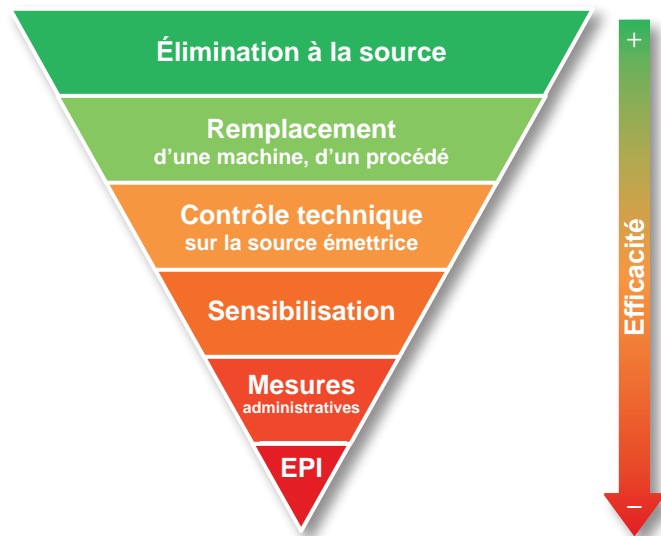 Élimination à la source
Remplacement
d'une machine, d'un procédé
Contrôle technique
sur la source émettrice
Sensibilisation
Mesures
administratives
EPI
+
Efficacité
–